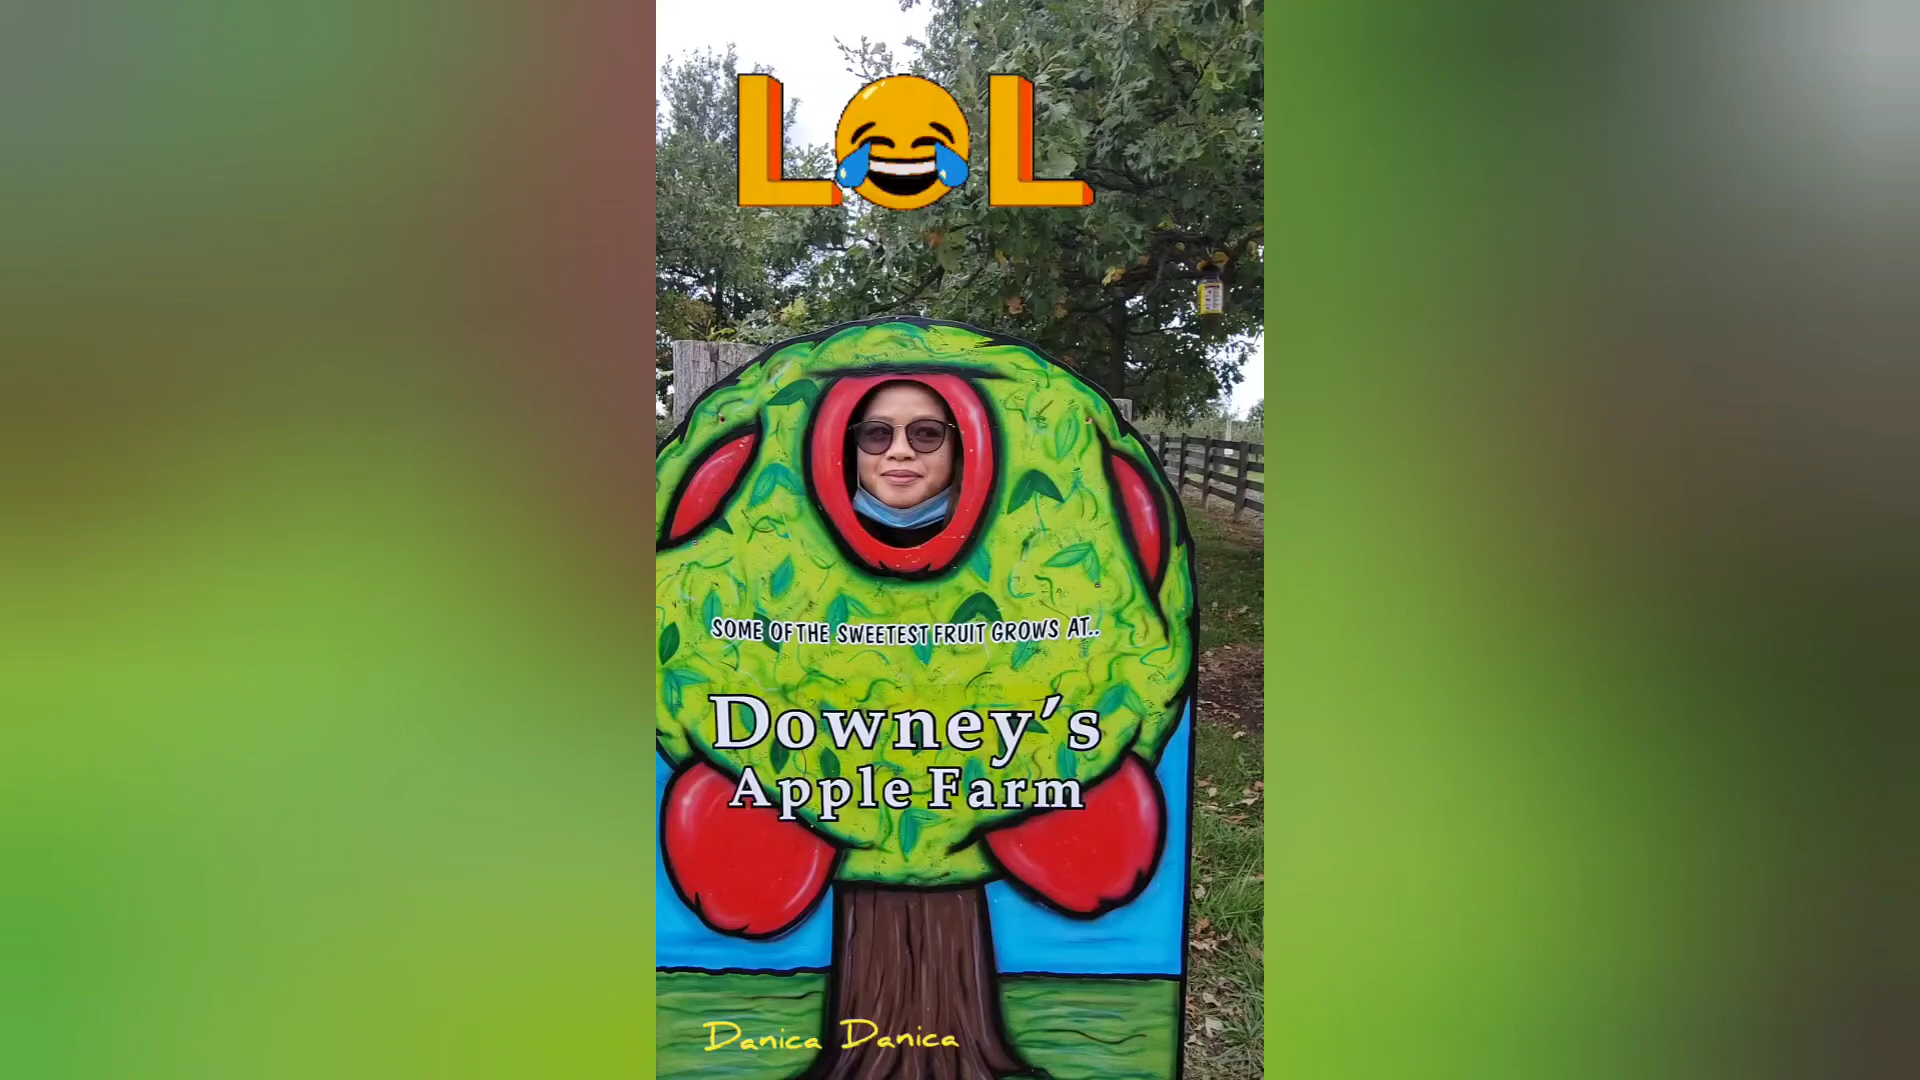 LOL
SOME OF THE SWEETEST FRUIT GROWS AT..
Downey's
Apple Farm
Danica Danica